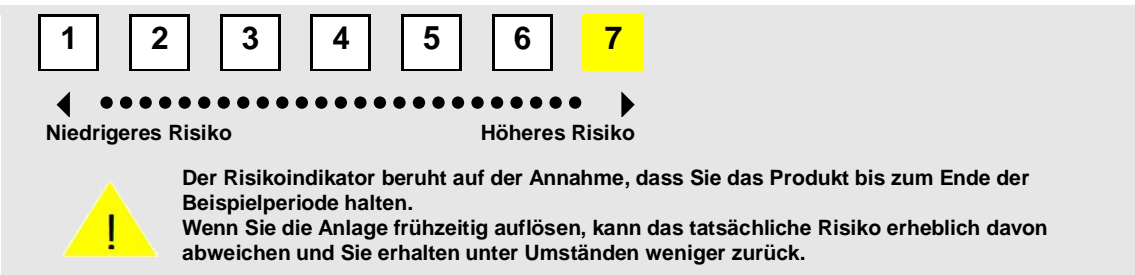 1 2 3 4 5 6 7
Niedrigeres Risiko Höheres Risiko
Der Risikoindikator beruht auf der Annahme, dass Sie das Produkt bis zum Ende der
Beispielperiode halten.
Wenn Sie die Anlage frühzeitig auflösen, kann das tatsächliche Risiko erheblich davon
abweichen und Sie erhalten unter Umständen weniger zurück.
!